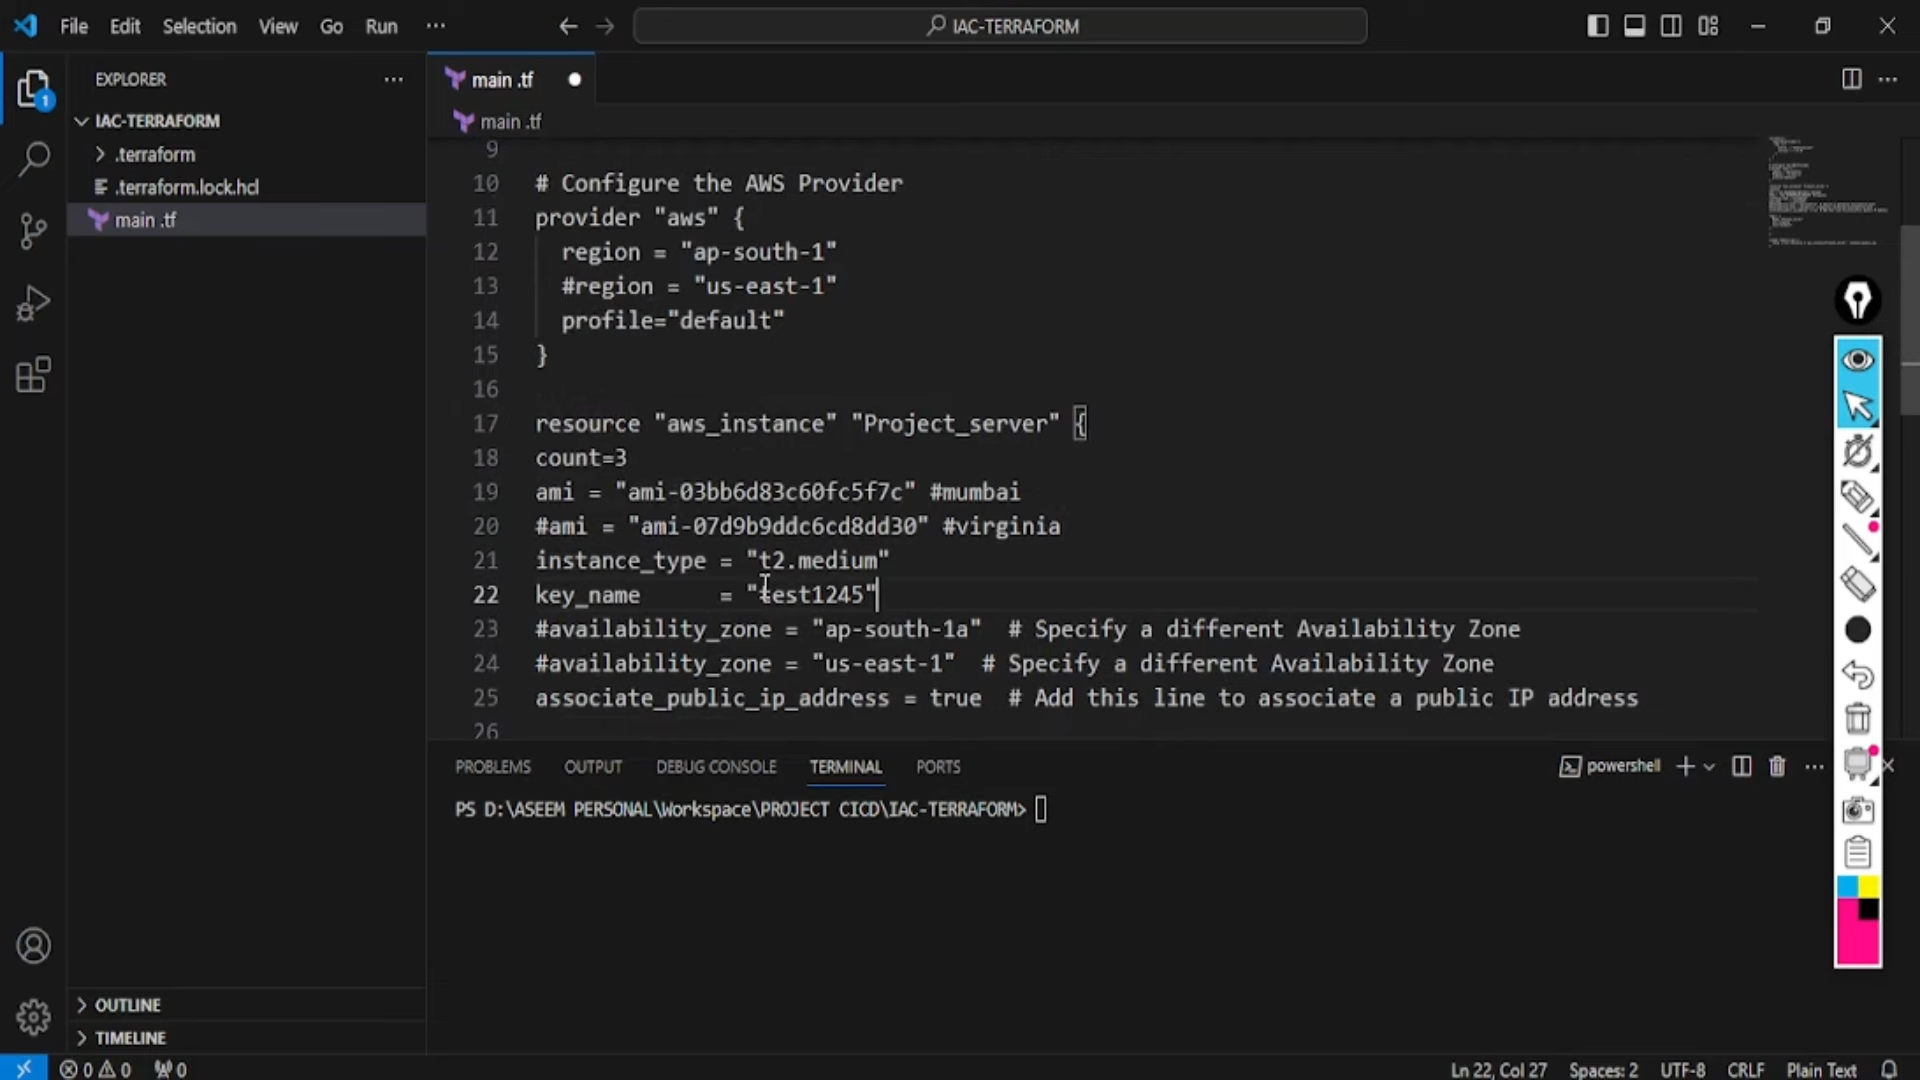 File Edit Selection View Go Run ···
IAC-TERRAFORM
EXPLORER
IAC-TERRAFORM
.terraform
.terraform.lock.hcl
main .tf
1
main .tf
main .tf
9
10 # Configure the AWS Provider
11 provider "aws" {
12 region = "ap-south-1"
13 #region = "us-east-1"
14 profile="default"
15 }
16
17 resource "aws_instance" "Project_server" {
18 count=3
19 ami = "ami-03bb6d83c60fc5f7c" #mumbai
20 #ami = "ami-07d9b9ddc6cd8dd30" #virginia
21 instance_type = "t2.medium"
22 key_name = "test1245"
23 #availability_zone = "ap-south-1a" # Specify a different Availability Zone
24 #availability_zone = "us-east-1" # Specify a different Availability Zone
25 associate_public_ip_address = true # Add this line to associate a public IP address
26
PROBLEMS OUTPUT DEBUG CONSOLE TERMINAL PORTS
powershell
PS D:\ASEEM PERSONAL\Workspace\PROJECT CICD\IAC-TERRAFORM>
OUTLINE
TIMELINE
0 0 0
Ln 22, Col 27 Spaces: 2 UTF-8 CRLF Plain Text